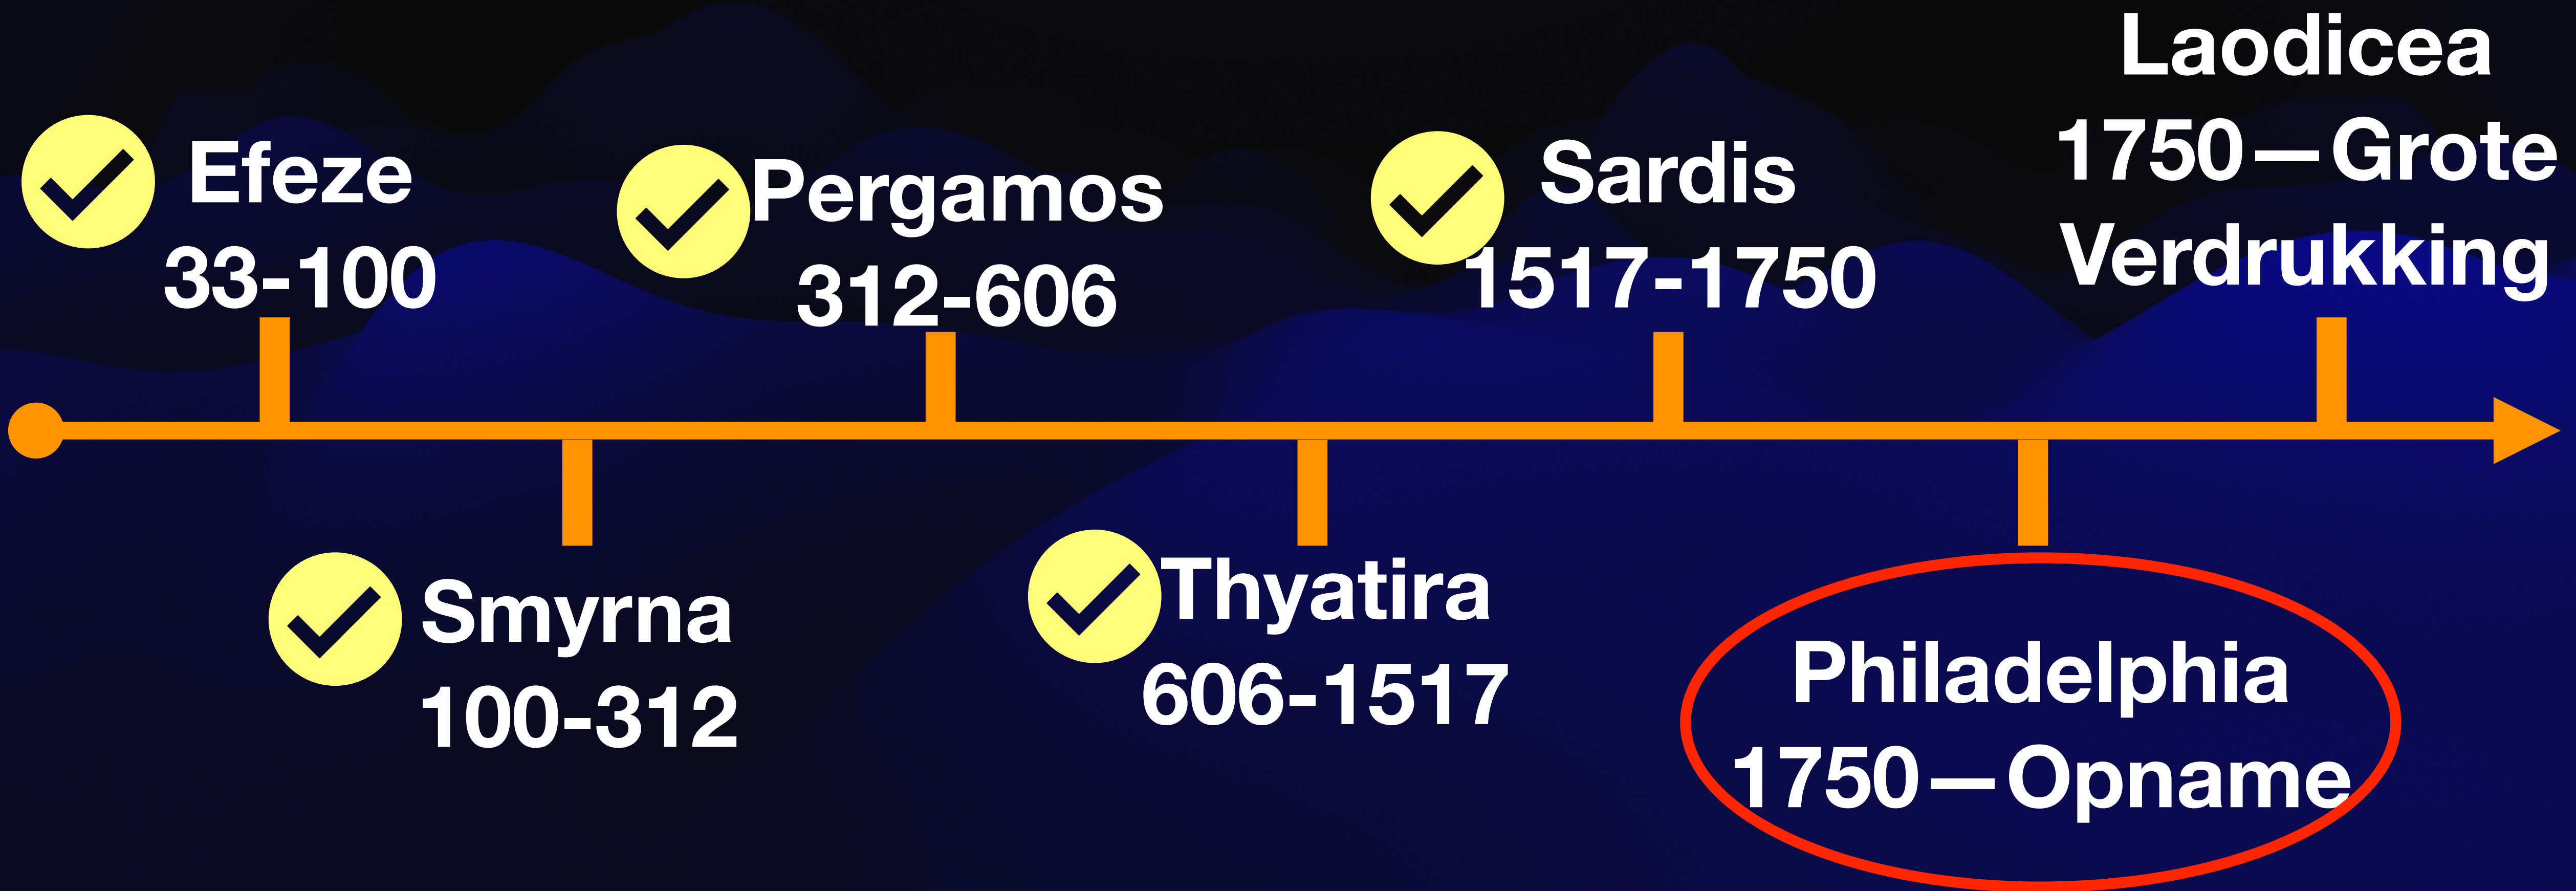 Efeze
33-100
Smyrna
100-312
Pergamos
312-606
Thyatira
606-1517
Sardis
1517-1750
Philadelphia
1750—Opname
Laodicea
1750—Grote
Verdrukking